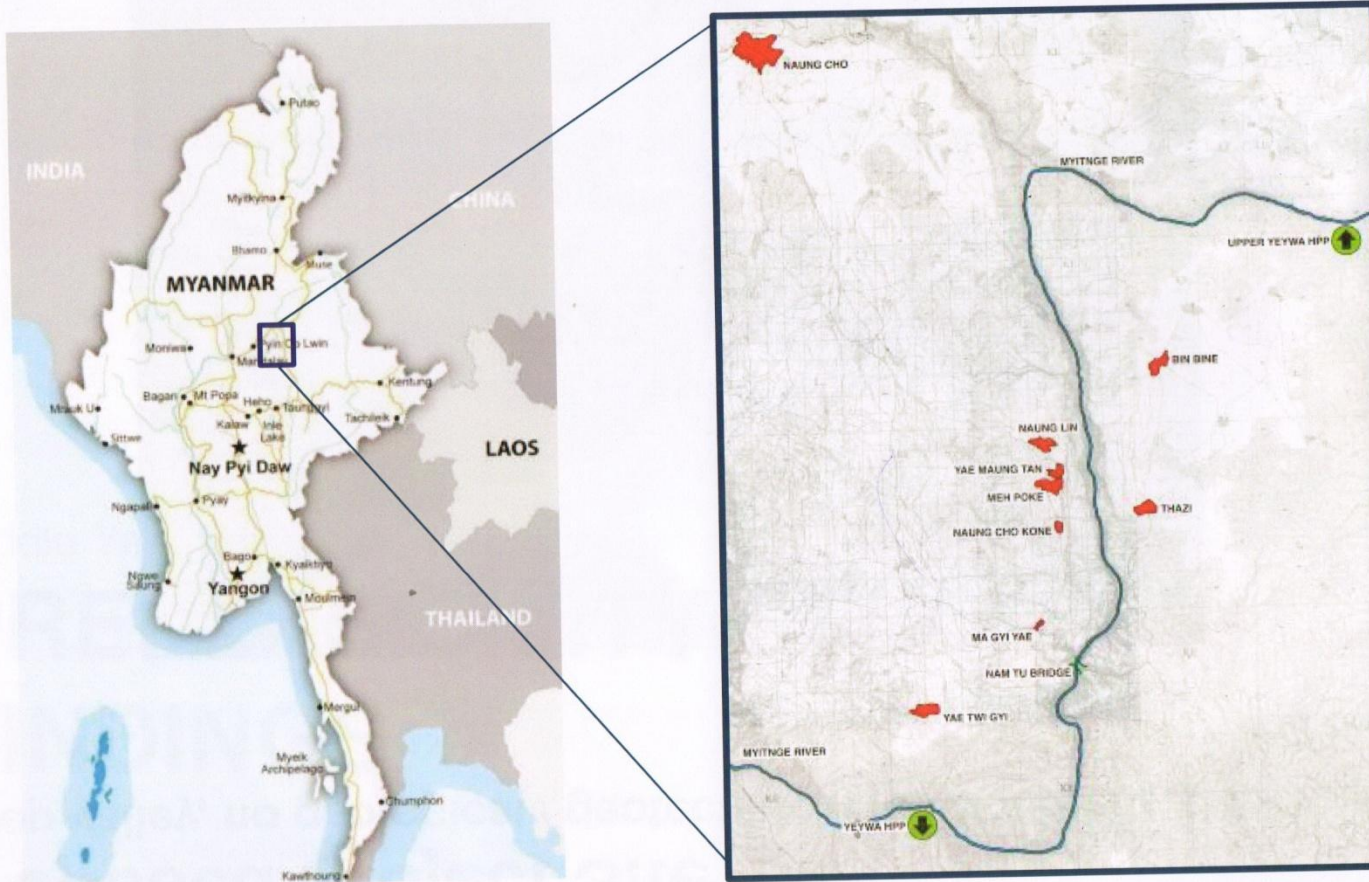 Putao
INDIA
CHINA
Myitkyina
Bhamo
Muse
MYANMAR
Pyin Oo Lwin
Moniwa
Mandalay
Kentung
Bagan
Mt Popa
Heho
Taunggyi
Mrauk U
Kalaw
Inle
Lake
Tachileik
Sittwe
LAOS
Nay Pyi Daw
Ngapali
Pyay
Bago
Kyaiktiyo
Ngwe
Saung
Yangon
Moulmein
THAILAND
Mergui
Myeik
Archipelago
Chumphon
Kawthoung
NAUNG CHO
MYITNGE RIVER
UPPER YEYWA HPP
BIN BINE
NAUNG LIN
YAE MAUNG TAN
MEH POKE
THAZI
NAUNG CHO KONE
MA GYI YAE
NAM TU BRIDGE
YAE TWI GYI
MYITNGE RIVER
YEYWA HPP